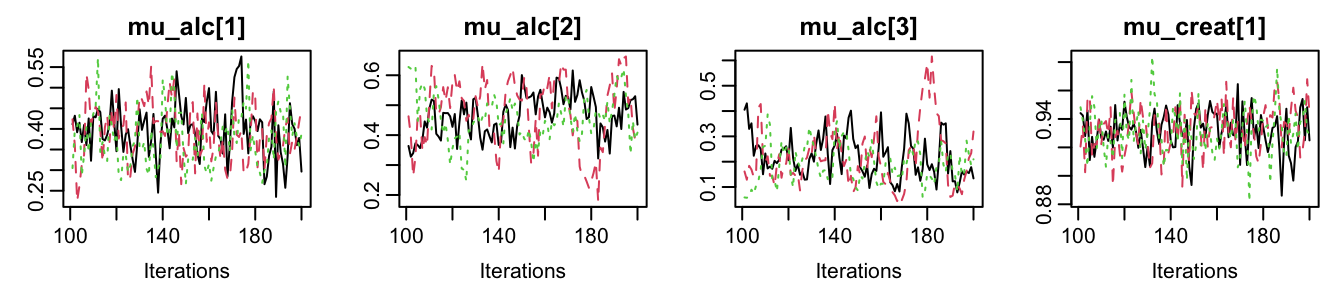 mu_alc[1]
0.25 0.40 0.55
100 140 180
Iterations
mu_alc[2]
0.2 0.4 0.6
100 140 180
Iterations
mu_alc[3]
0.1 0.3 0.5
100 140 180
Iterations
mu_creat[1]
0.88 0.94
100 140 180
Iterations